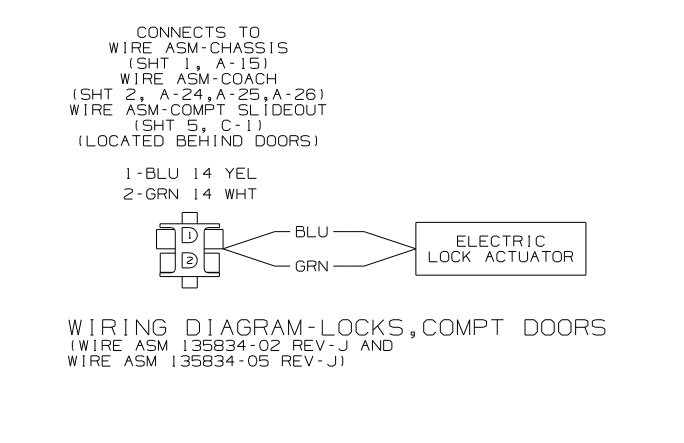 CONNECTS TO
WIRE ASM-CHASSIS
(SHT 1, A-15)
WIRE ASM-COACH
(SHT 2, A-24,A-25,A-26)
WIRE ASM-COMPT SLIDEOUT
(SHT 5, C-1)
(LOCATED BEHIND DOORS)
1-BLU 14 YEL
2-GRN 14 WHT
1
2
BLU
GRN
ELECTRIC
LOCK ACTUATOR
WIRING DIAGRAM-LOCKS,COMPT DOORS
(WIRE ASM 135834-02 REV-J AND
WIRE ASM 135834-05 REV-J)